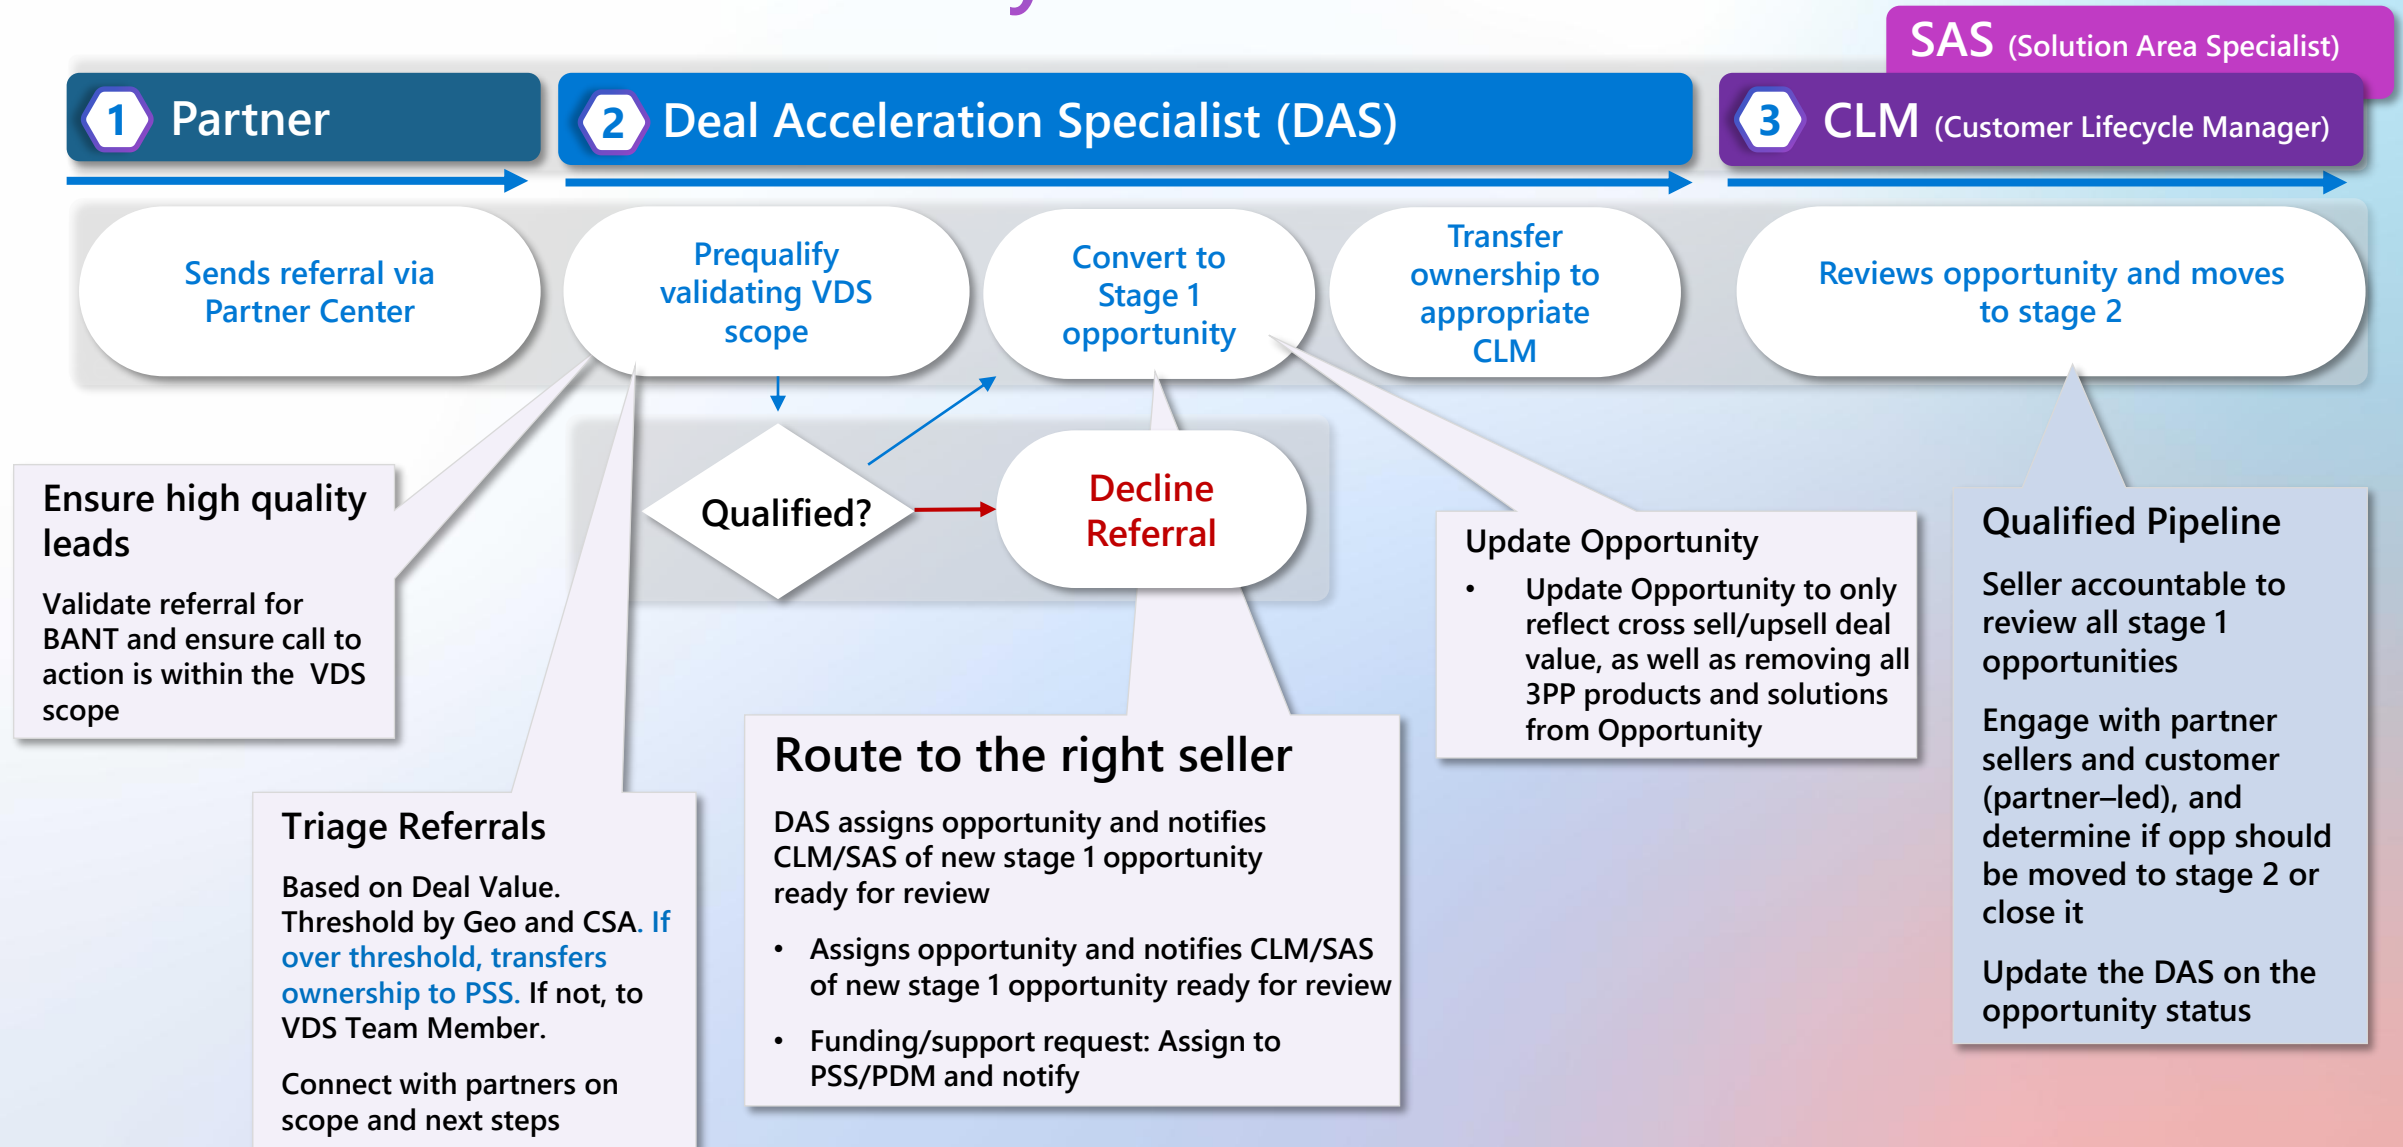 SAS (Solution Area Specialist)
1 Partner
2 Deal Acceleration Specialist (DAS)
3 CLM (Customer Lifecycle Manager)
Sends referral via
Partner Center
Prequalify
validating VDS
scope
Convert to
Stage 1
opportunity
Transfer
ownership to
appropriate
CLM
Reviews opportunity and moves
to stage 2
Qualified?
Decline
Referral
Ensure high quality
leads
Validate referral for
BANT and ensure call to
action is within the  VDS
scope
Triage Referrals
Based on Deal Value.
Threshold by Geo and CSA. If
over threshold, transfers
ownership to PSS. If not, to
VDS Team Member.
Connect with partners on
scope and next steps
Route to the right seller
DAS assigns opportunity and notifies
CLM/SAS of new stage 1 opportunity
ready for review
• Assigns opportunity and notifies CLM/SAS
of new stage 1 opportunity ready for review
• Funding/support request: Assign to
PSS/PDM and notify
Update Opportunity
• Update Opportunity to only
reflect cross sell/upsell deal
value, as well as removing all
3PP products and solutions
from Opportunity
Qualified Pipeline
Seller accountable to
review all stage 1
opportunities
Engage with partner
sellers and customer
(partner–led), and
determine if opp should
be moved to stage 2 or
close it
Update the DAS on the
opportunity status